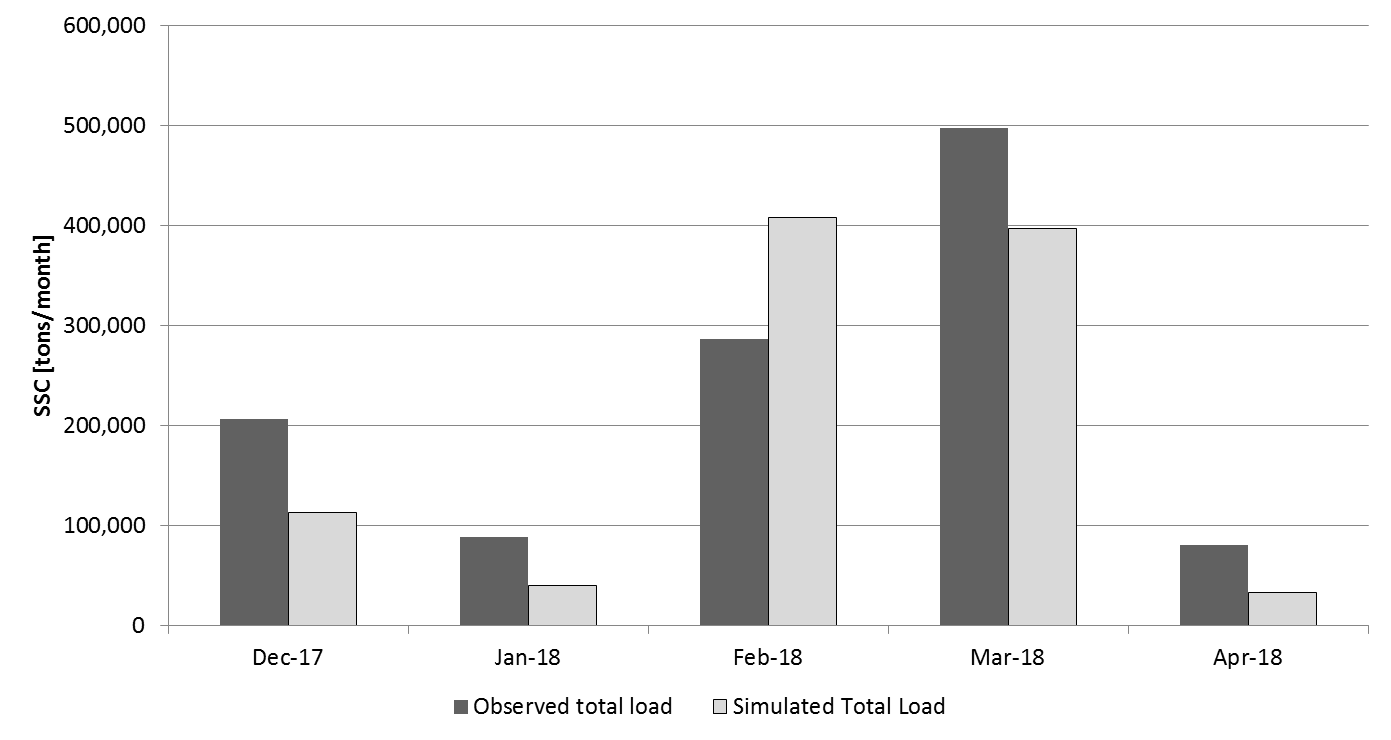 600,000
500,000
400,000
300,000
200,000
100,000
0
SSC [tons/month]
Dec-17 Jan-18 Feb-18 Mar-18 Apr-18
Observed total load Simulated Total Load